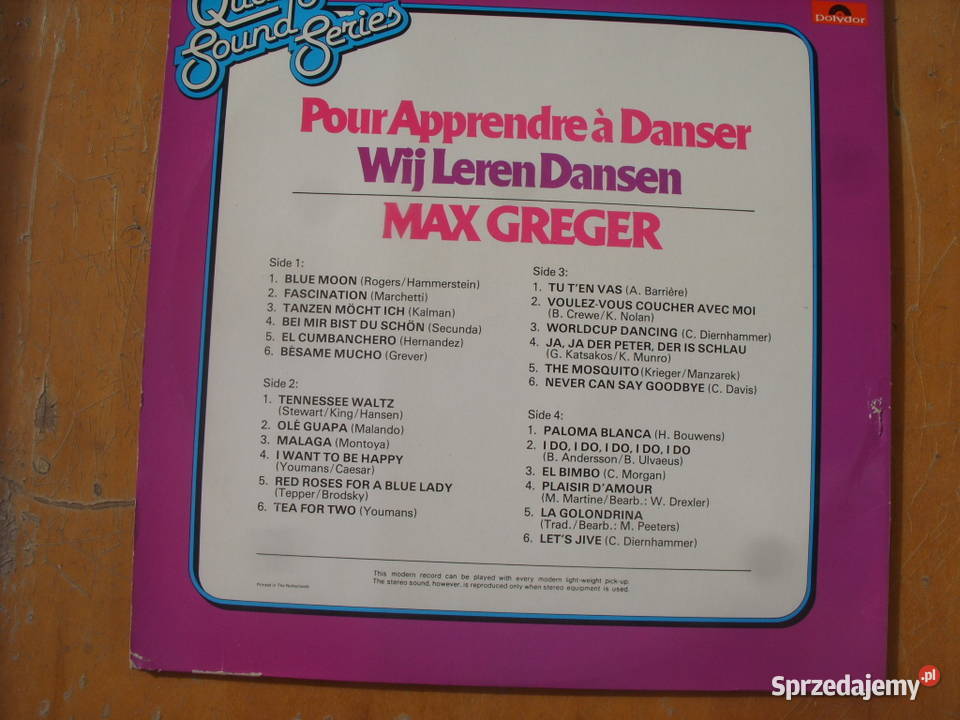 Sound Series
Polydor
Pour Apprendre à Danser
Wij Leren Dansen
MAX GREGER
Side 1:
1. BLUE MOON (Rogers/Hammerstein)
2. FASCINATION (Marchetti)
3. TANZEN MÖCHT ICH (Kalman)
4. BEI MIR BIST DU SCHÖN (Secunda)
5. EL CUMBANCHERO (Hernandez)
6. BÈSAME MUCHO (Grever)
Side 2:
1. TENNESSEE WALTZ
(Stewart/King/Hansen)
2. OLÉ GUAPA (Malando)
3. MALAGA (Montoya)
4. I WANT TO BE HAPPY
(Youmans/Caesar)
5. RED ROSES FOR A BLUE LADY
(Tepper/Brodsky)
6. TEA FOR TWO (Youmans)
Side 3:
1. TU T'EN VAS (A. Barrière)
2. VOULEZ-VOUS COUCHER AVEC MOI
(B. Crewe/K. Nolan)
3. WORLDCUP DANCING (C. Diernhammer)
4. JA, JA DER PETER, DER IS SCHLAU
(G. Katsakos/K. Munro)
5. THE MOSQUITO (Krieger/Manzarek)
6. NEVER CAN SAY GOODBYE (C. Davis)
Side 4:
1. PALOMA BLANCA (H. Bouwens)
2. I DO, I DO, I DO, I DO, I DO
(B. Andersson/B. Ulvaeus)
3. EL BIMBO (C. Morgan)
4. PLAISIR D'AMOUR
(M. Martine/Bearb.: W. Drexler)
5. LA GOLONDRINA
(Trad./Bearb.: M. Peeters)
6. LET'S JIVE (C. Diernhammer)
This modern record can be played with every modern light-weight pick-up.
The stereo sound, however, is reproduced only when stereo equipment is used.
Printed in The Netherlands
Sprzedajemy.pl